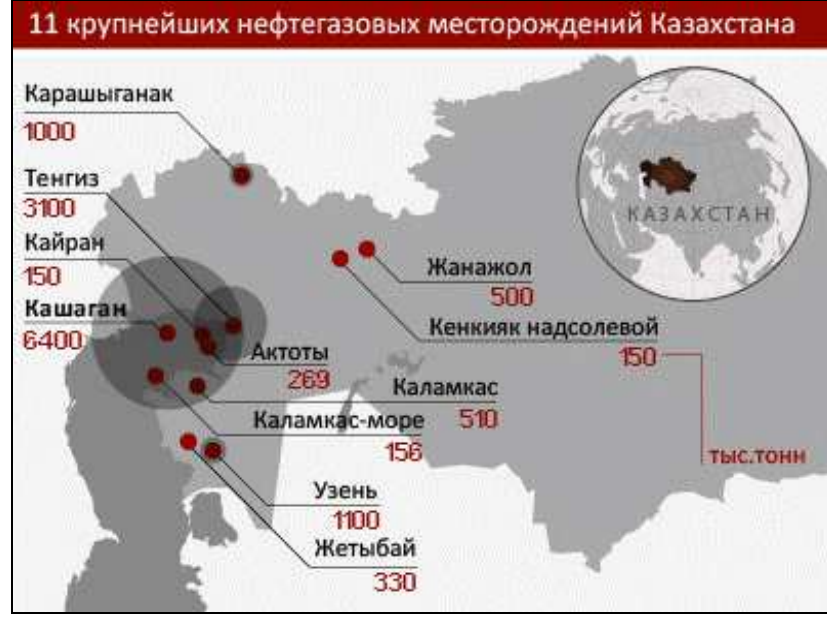 11 крупнейших нефтегазовых месторождений Казахстана
Карашыганак
1000
Тенгиз
3100
Кайран
150
Кашаган
6400
КАЗАХСТАН
Жанажол
500
Кенкияк надсолевой
150
Актоты
269
Каламкас
510
Каламкас-море
156
тыс.тонн
Узень
1100
Жетыбай
330